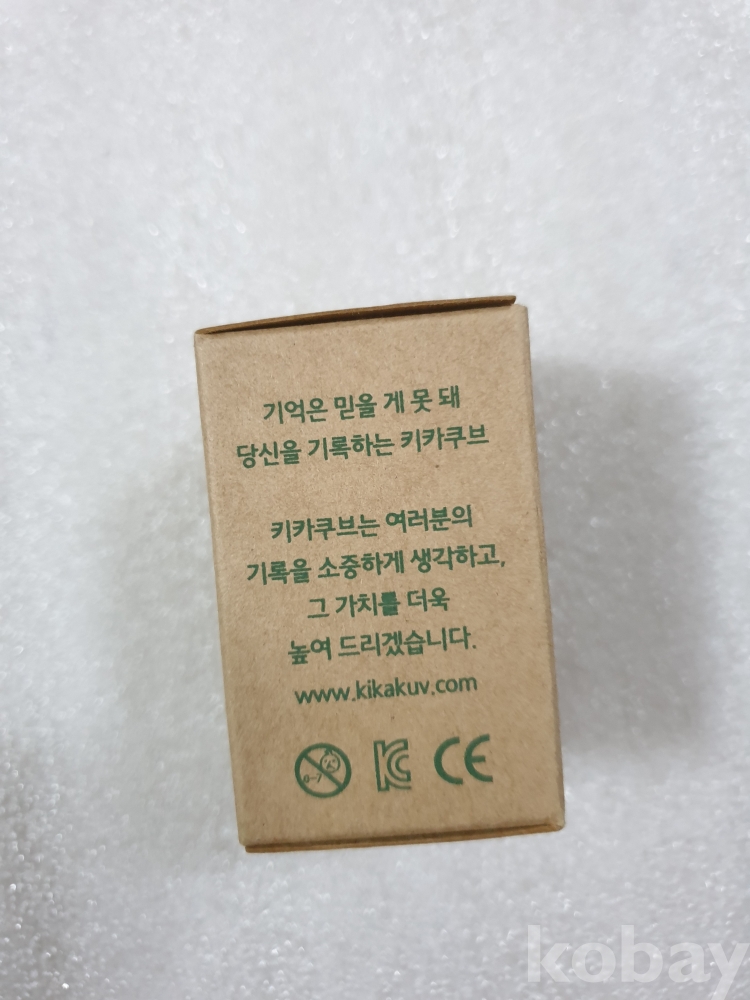 기억은 믿을 게 못 돼
당신을 기록하는 키카쿠브
키카쿠브는 여러분의
기록을 소중하게 생각하고,
그 가치를 더욱
높여 드리겠습니다.
www.kikakuv.com
0-7
KC
CE
kobay